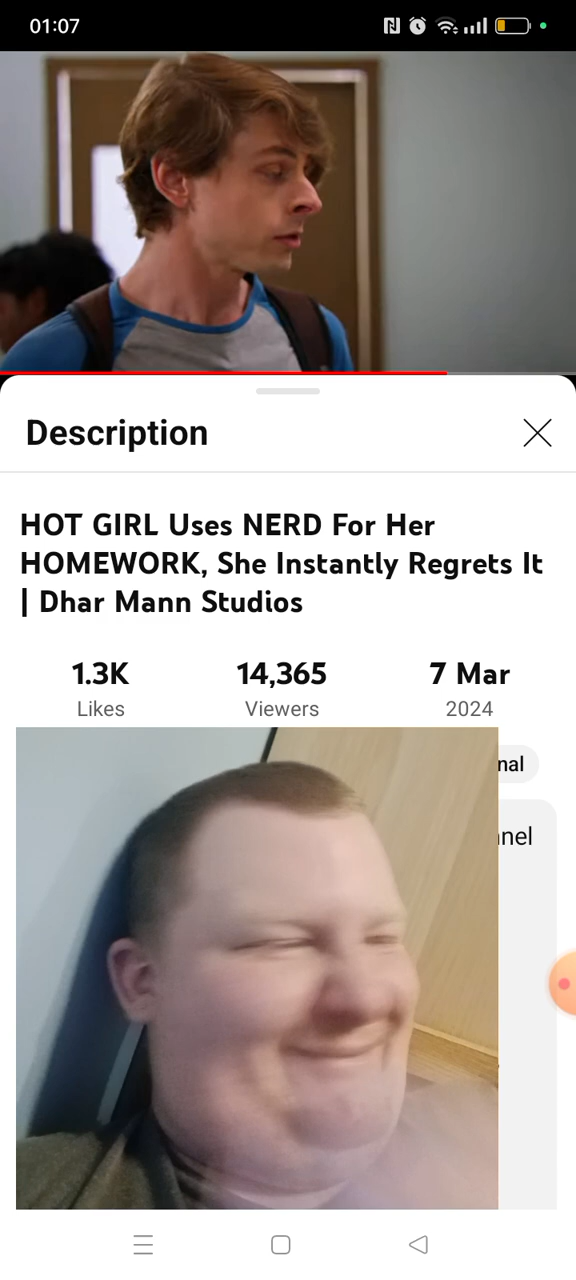 01:07
Description
HOT GIRL Uses NERD For Her
HOMEWORK, She Instantly Regrets It
| Dhar Mann Studios
1.3K 14,365 7 Mar
Likes Viewers 2024
nal
nel